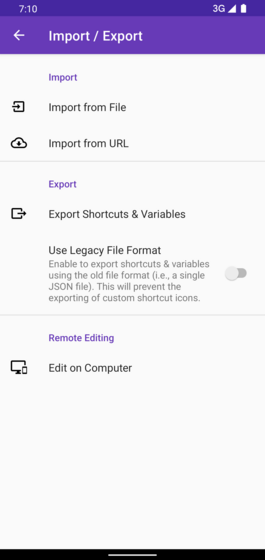 7:10
3G
Import / Export
Import
Import from File
Import from URL
Export
Export Shortcuts & Variables
Use Legacy File Format
Enable to export shortcuts & variables
using the old file format (i.e., a single
JSON file). This will prevent the
exporting of custom shortcut icons.
Remote Editing
Edit on Computer